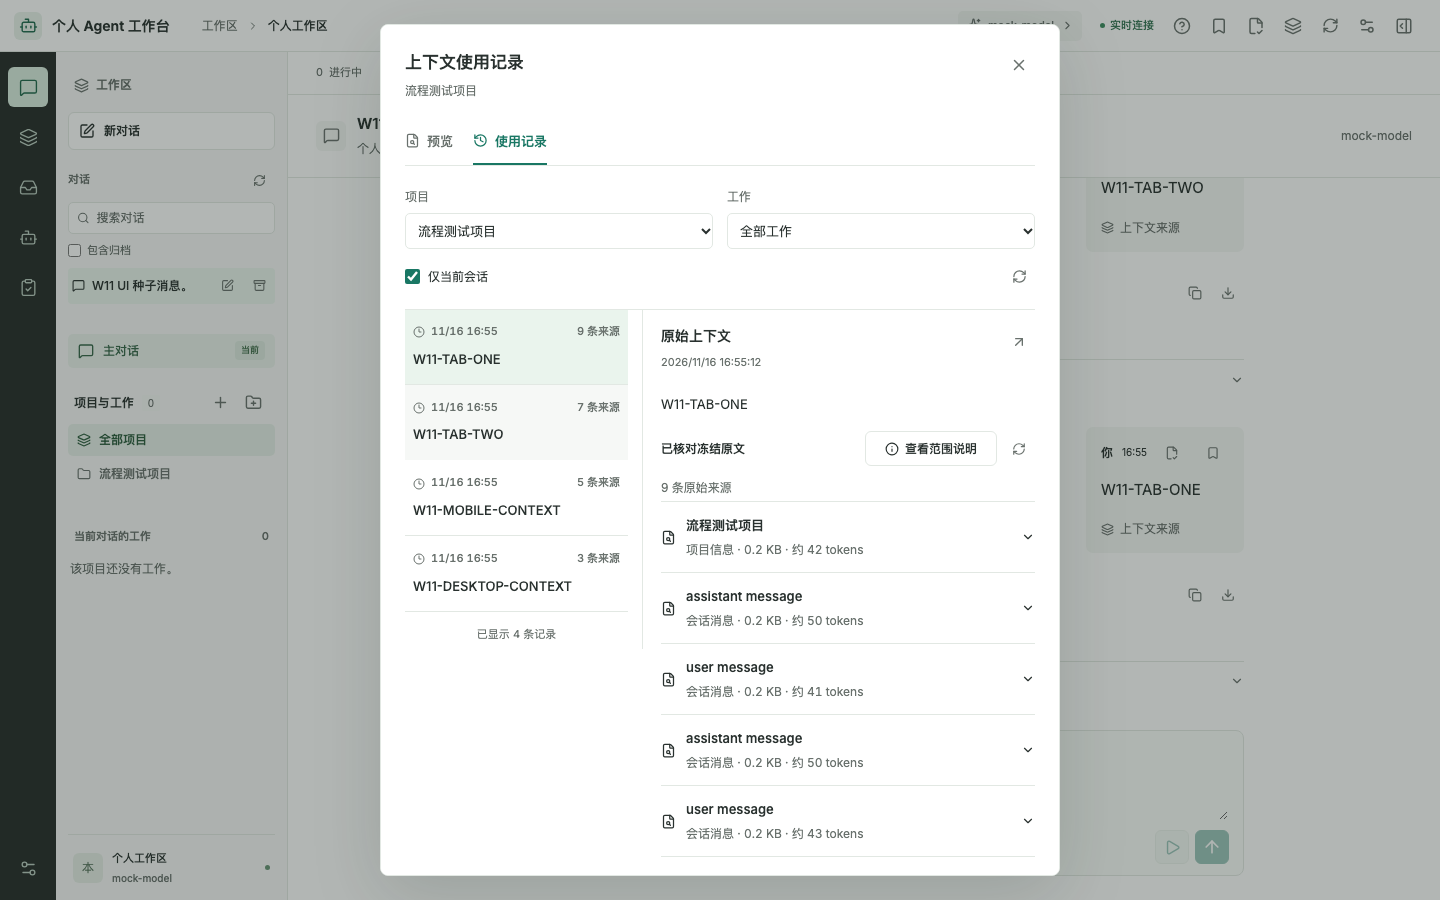 个人 Agent 工作台
工作区
个人工作区
实时连接
工作区
新对话
对话
搜索对话
包含归档
W11 UI 种子消息。
主对话
当前
项目与工作 0
全部项目
流程测试项目
当前对话的工作 0
该项目还没有工作。
本
个人工作区
mock-model
0 进行中
mock-model
W11-TAB-TWO
上下文来源
你 16:55
W11-TAB-ONE
上下文来源
上下文使用记录
流程测试项目
预览
使用记录
项目
工作
流程测试项目
全部工作
仅当前会话
11/16 16:55 9 条来源
W11-TAB-ONE
11/16 16:55 7 条来源
W11-TAB-TWO
11/16 16:55 5 条来源
W11-MOBILE-CONTEXT
11/16 16:55 3 条来源
W11-DESKTOP-CONTEXT
已显示 4 条记录
原始上下文
2026/11/16 16:55:12
W11-TAB-ONE
已核对冻结原文
查看范围说明
9 条原始来源
流程测试项目
项目信息 · 0.2 KB · 约 42 tokens
assistant message
会话消息 · 0.2 KB · 约 50 tokens
user message
会话消息 · 0.2 KB · 约 41 tokens
assistant message
会话消息 · 0.2 KB · 约 50 tokens
user message
会话消息 · 0.2 KB · 约 43 tokens